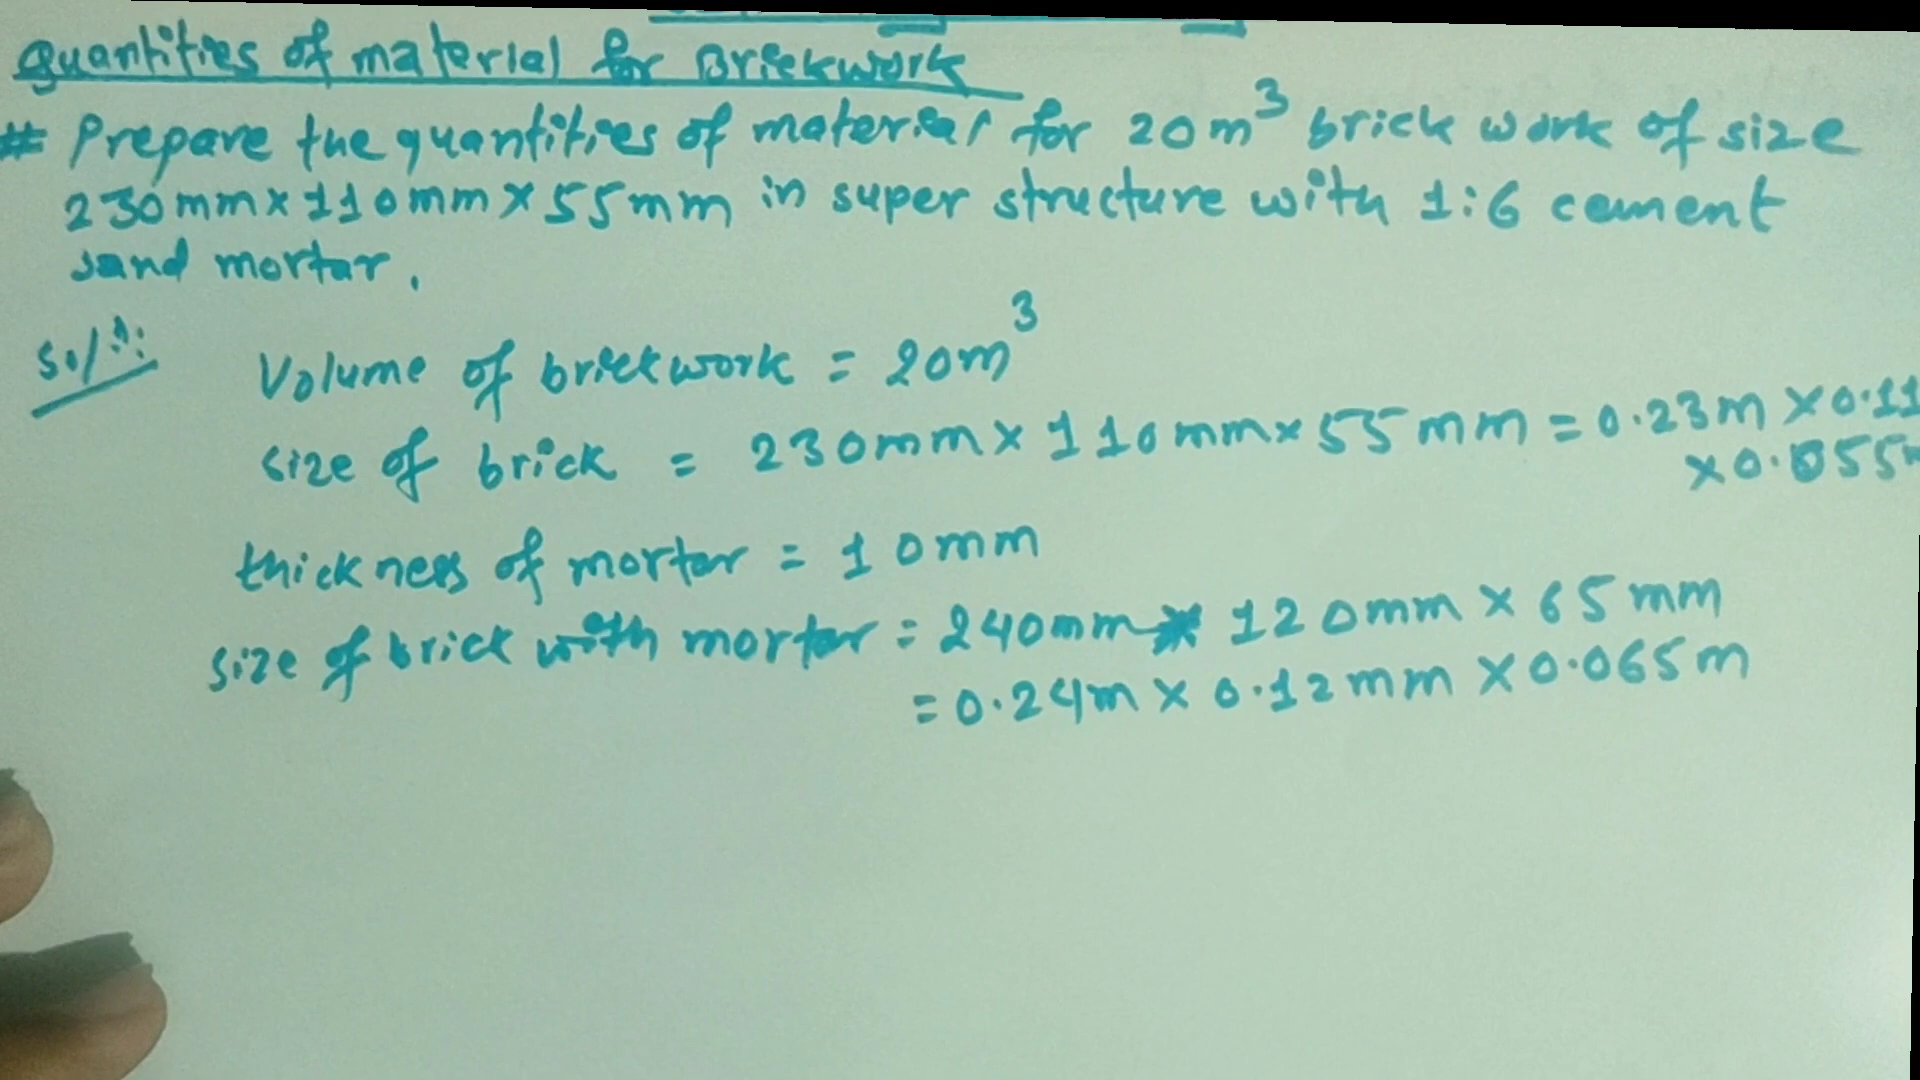 Quantities of material for Brickwork
# Prepare the quantities of material for 20m³ brick work of size
230mm x 110mm x 55mm in super structure with 1:6 cement
sand mortar.
Solⁿ:
Volume of brickwork = 20m³
size of brick = 230mm x 110mm x 55mm = 0.23m x 0.11
x 0.055m
thickness of mortar = 10mm
size of brick with mortar = 240mm x 120mm x 65mm
= 0.24m x 0.12mm x 0.065m